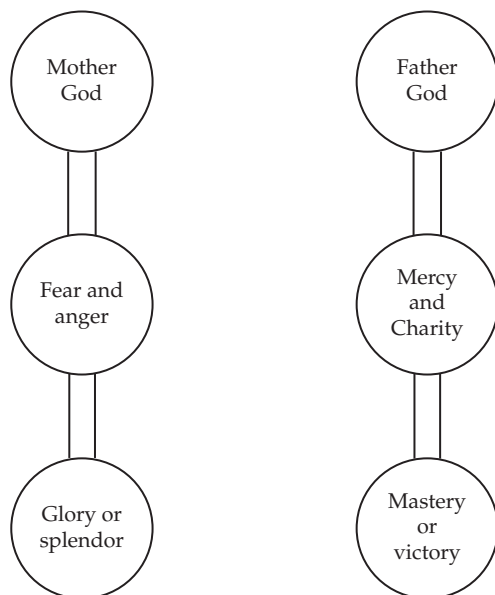 Mother
God
Father
God
Fear and
anger
Mercy
and
Charity
Glory or
splendor
Mastery
or
victory